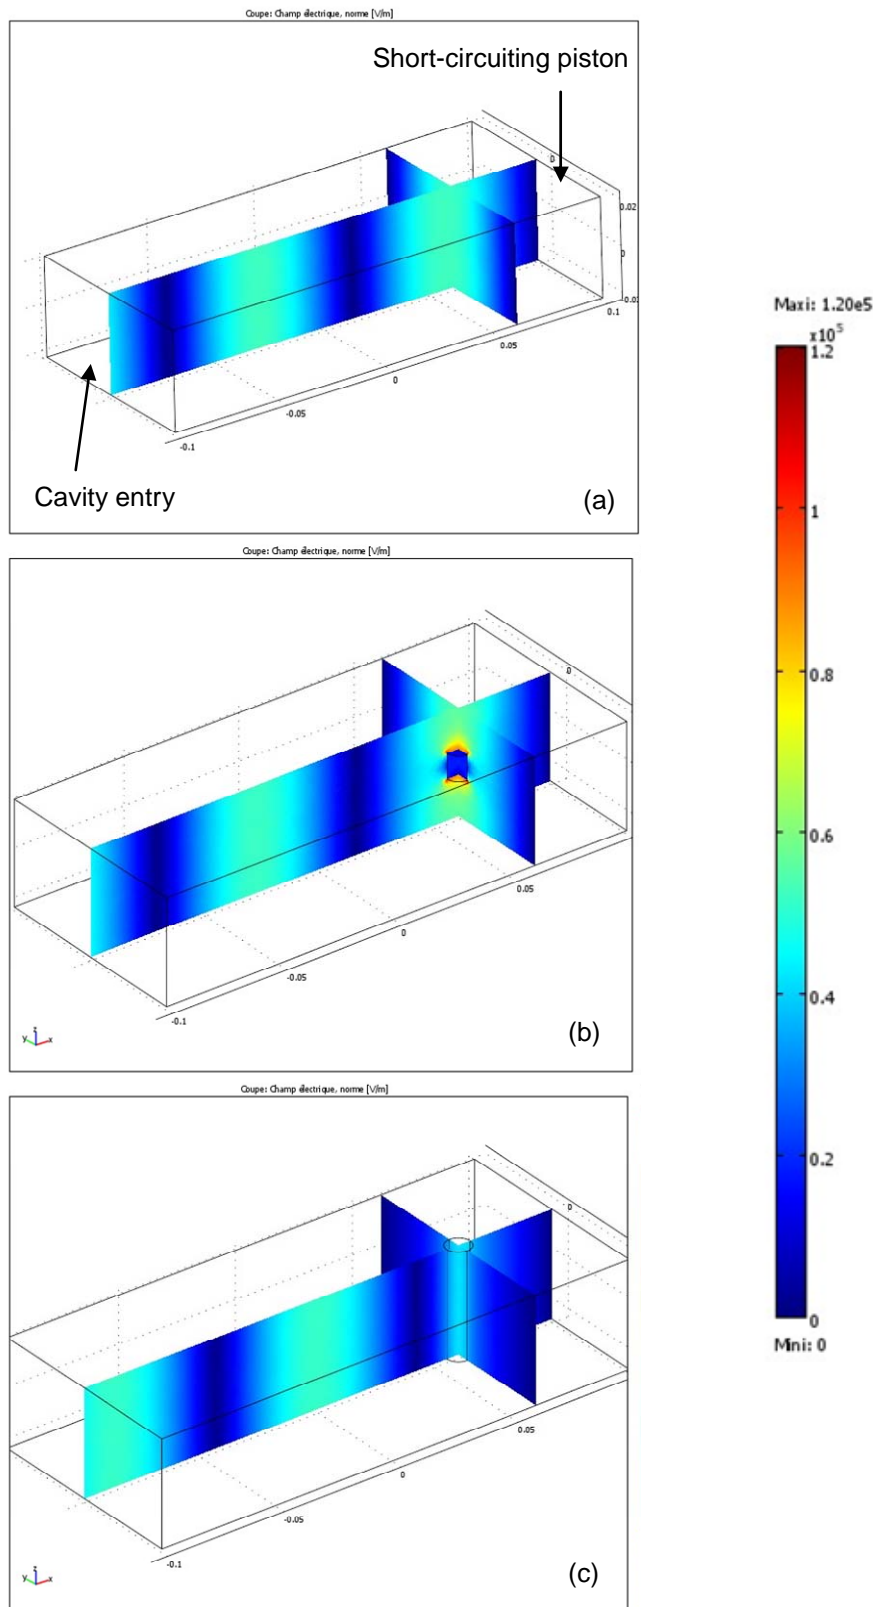 Coupe: Champ électrique, norme [V/m]
Short-circuiting piston
0
0.02
0
0.1
0.05
0
-0.05
-0.1
Cavity entry
(a)
Maxi: 1.20e5
x10⁵
1.2
1
0.8
0.6
0.4
0.2
0
Mini: 0
Coupe: Champ électrique, norme [V/m]
0
0.05
0
-0.05
-0.1
y z x
(b)
Coupe: Champ électrique, norme [V/m]
0
0.05
0
-0.05
-0.1
y z x
(c)